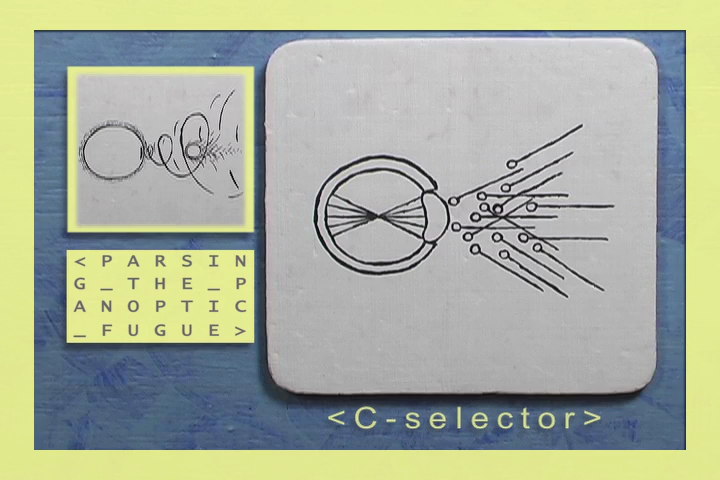 < P A R S I N
G _ T H E _ P
A N O P T I C
_ F U G U E >
<C-selector>